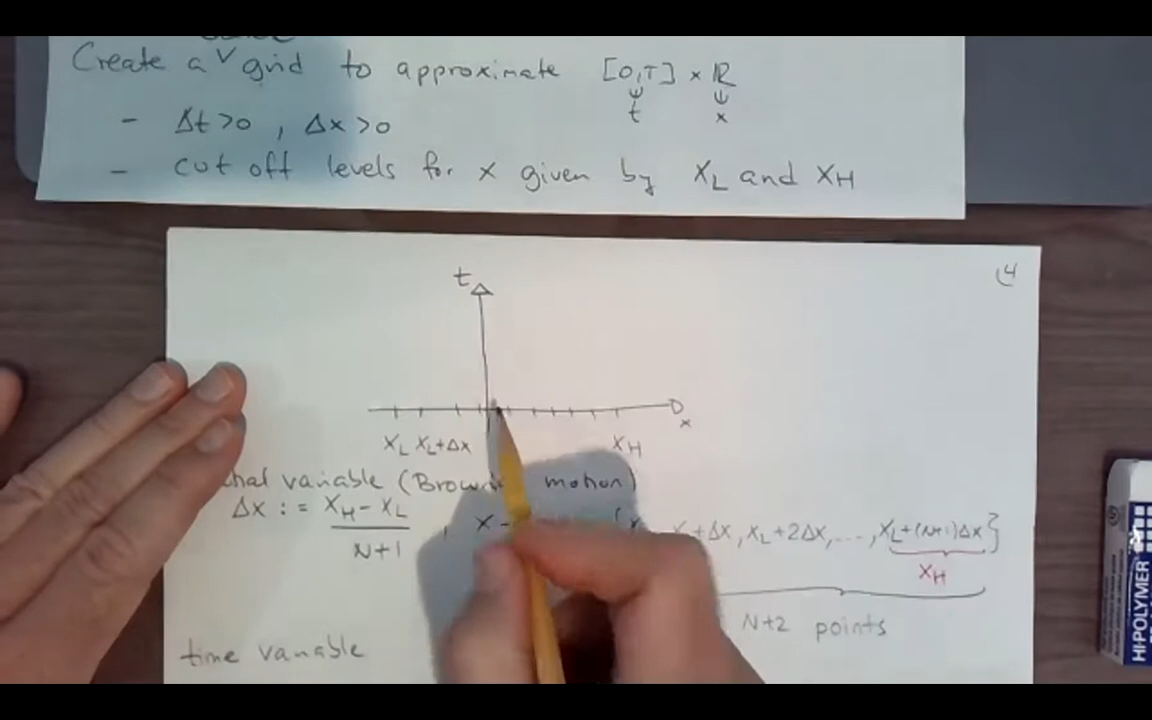 Create a grid to approximate [0,T] × ℝ
t x
- Δt>0 , Δx>0
- cut off levels for x given by X_L and X_H
4
t
x
X_L X_L+Δx X_H
variable (Brow motion)
Δx := X_H - X_L / N+1 , x +Δx, X_L+2Δx, ..., X_L+(N+1)Δx}
X_H
N+2 points
time variable
HI-POLYMER